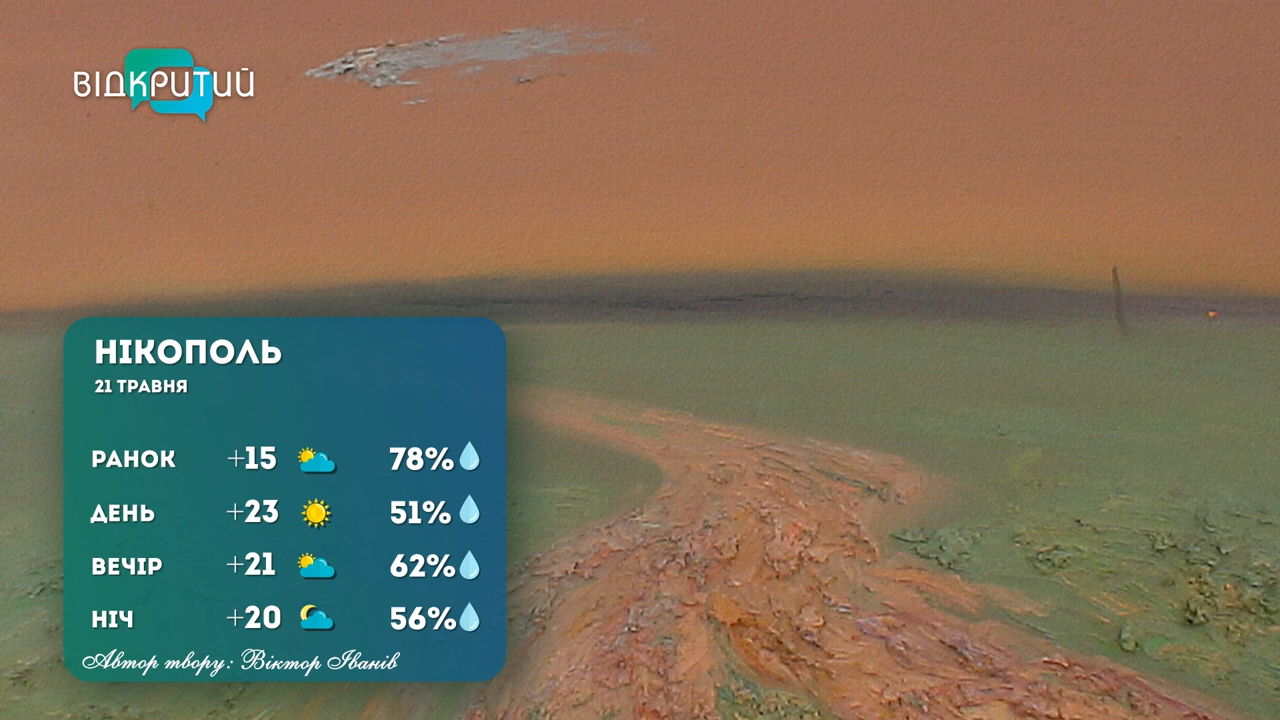 ВІДКРИТИЙ
НІКОПОЛЬ
21 ТРАВНЯ
РАНОК +15 78%
ДЕНЬ +23 51%
ВЕЧІР +21 62%
НІЧ +20 56%
Автор твору: Віктор Іванів